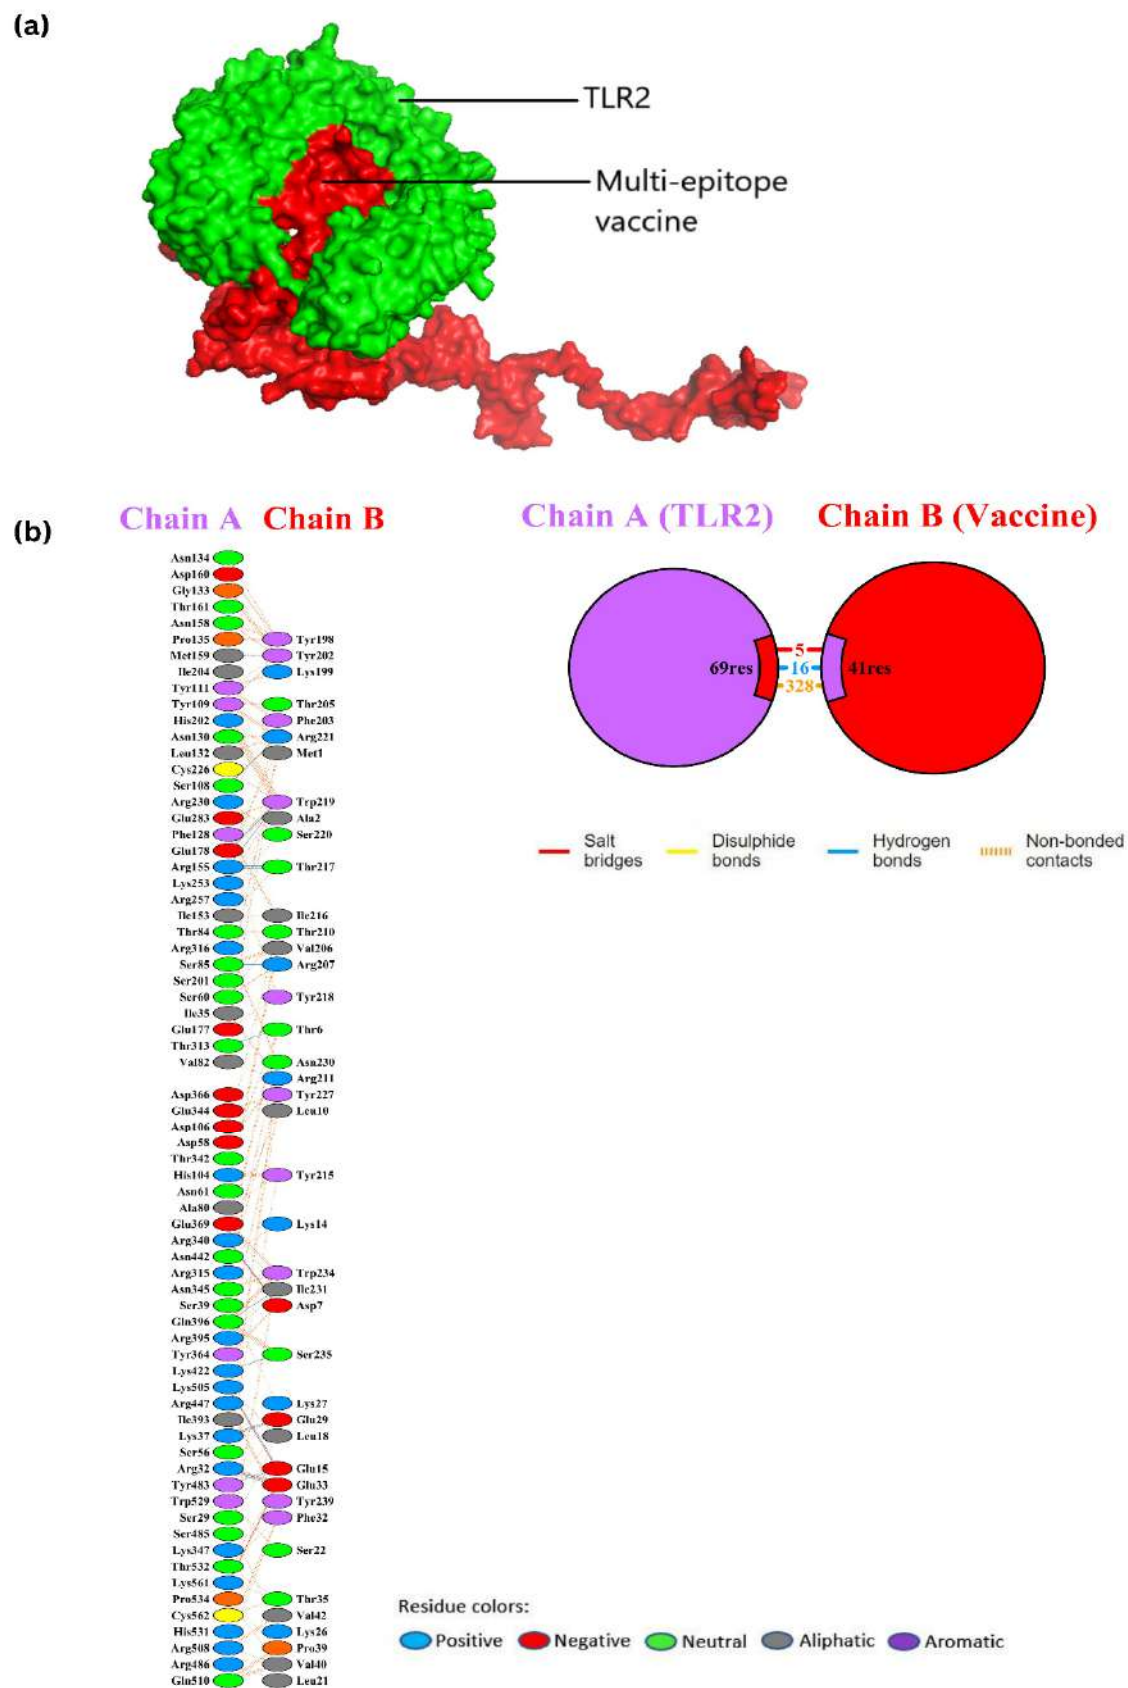 (a)
TLR2
Multi-epitope
vaccine
(b)
Chain A Chain B
Chain A (TLR2) Chain B (Vaccine)
Asn134
Asp160
Gly133
Thr161
Asn158
Pro135 Tyr198
Met159 Tyr202
Ile204 Lys199
Tyr111
Tyr109 Thr205
His202 Phe203
Asn130 Arg221
Leu132 Met1
Cys226
Ser108
Arg230 Trp219
Glu283 Ala2
Phe128 Ser220
Glu178
Arg155 Thr217
Lys253
Arg257
Ile153 Ile216
Thr84 Thr210
Arg316 Val206
Ser85 Arg207
Ser201
Ser60 Tyr218
Ile35
Glu177 Thr6
Thr313
Val82 Asn230
Arg211
Asp366 Tyr227
Glu344 Leu10
Asp106
Asp58
Thr342
His104 Tyr215
Asn61
Ala80
Glu369 Lys14
Arg340
Asn442
Arg315 Trp234
Asn345 Ile231
Ser39 Asp7
Gln396
Arg395
Tyr364 Ser235
Lys422
Lys505
Arg447 Lys27
Ile393 Glu29
Lys37 Leu18
Ser56
Arg32 Glu15
Tyr483 Glu33
Trp529 Tyr239
Ser29 Phe32
Ser485
Lys347 Ser22
Thr532
Lys561
Pro534 Thr35
Cys562 Val42
His531 Lys26
Arg508 Pro39
Arg486 Val40
Gln510 Leu21
69res
5
16
328
41res
Salt
bridges
Disulphide
bonds
Hydrogen
bonds
Non-bonded
contacts
Residue colors:
Positive Negative Neutral Aliphatic Aromatic